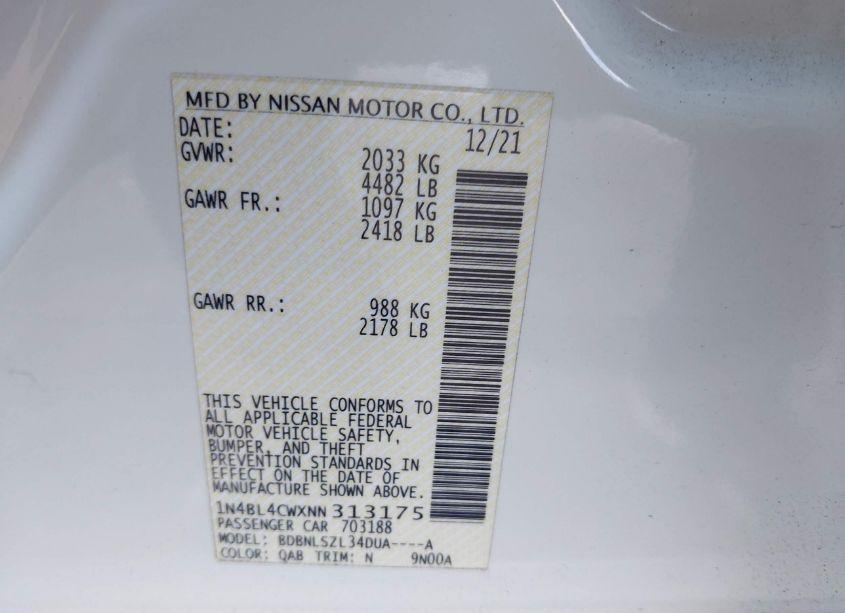 MFD BY NISSAN MOTOR CO., LTD.
DATE: 12/21
GVWR: 2033 KG
4482 LB
GAWR FR.: 1097 KG
2418 LB
GAWR RR.: 988 KG
2178 LB
THIS VEHICLE CONFORMS TO
ALL APPLICABLE FEDERAL
MOTOR VEHICLE SAFETY,
BUMPER, AND THEFT
PREVENTION STANDARDS IN
EFFECT ON THE DATE OF
MANUFACTURE SHOWN ABOVE.
1N4BL4CWXNN313175
PASSENGER CAR 703188
MODEL: BDBNLSZL34DUA----A
COLOR: QAB TRIM: N 9N00A